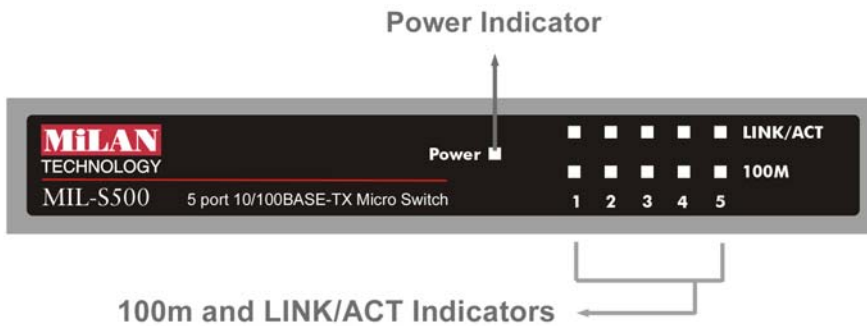 Power Indicator
MiLAN
TECHNOLOGY
Power
LINK/ACT
100M
MIL-S500
5 port 10/100BASE-TX Micro Switch
1 2 3 4 5
100m and LINK/ACT Indicators